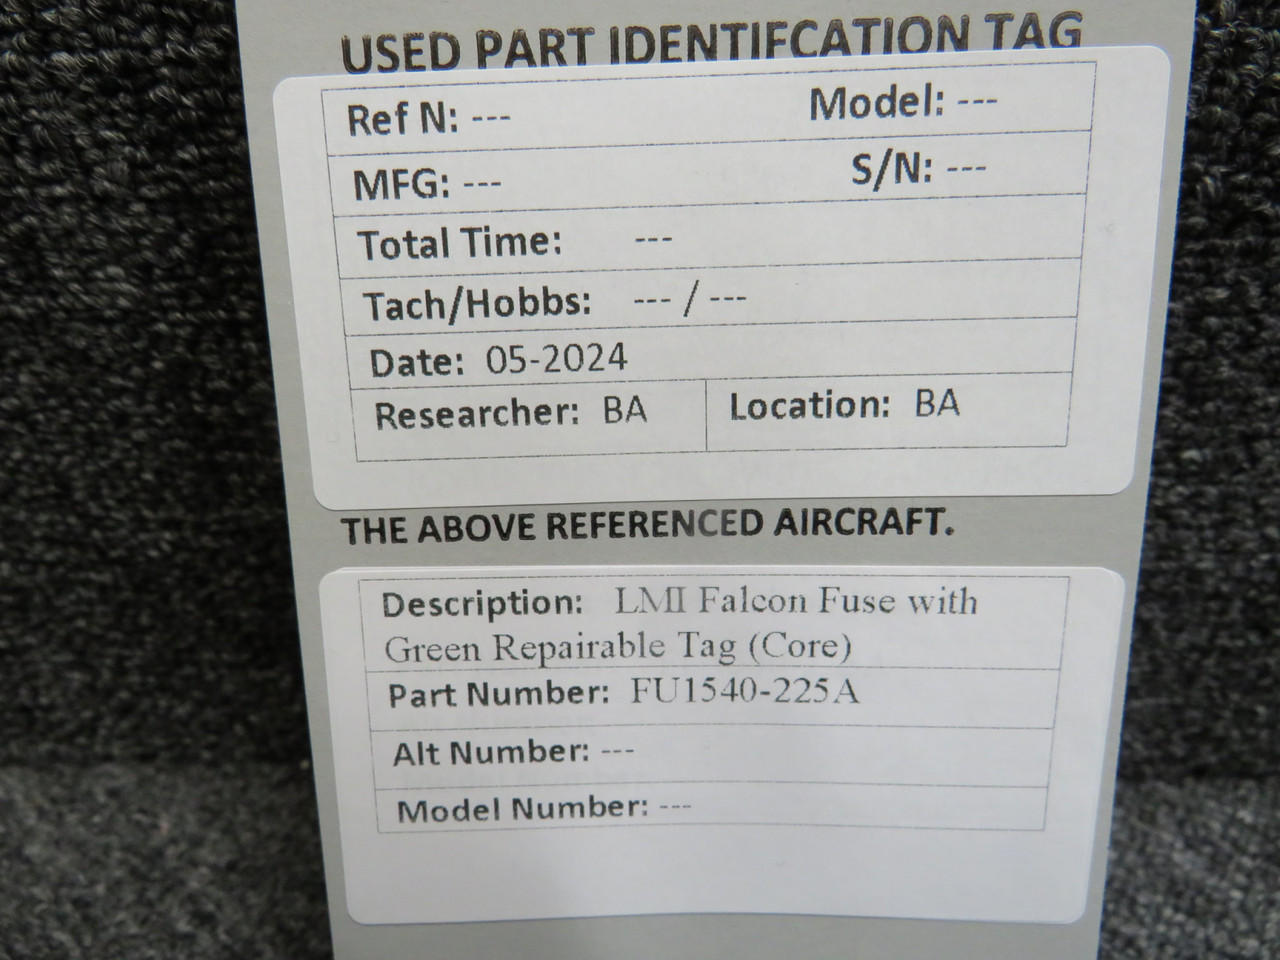 USED PART IDENTIFCATION TAG
Ref N: --- Model: ---
MFG: --- S/N: ---
Total Time: ---
Tach/Hobbs: --- / ---
Date: 05-2024
Researcher: BA Location: BA
THE ABOVE REFERENCED AIRCRAFT.
Description: LMI Falcon Fuse with
Green Repairable Tag (Core)
Part Number: FU1540-225A
Alt Number: ---
Model Number: ---